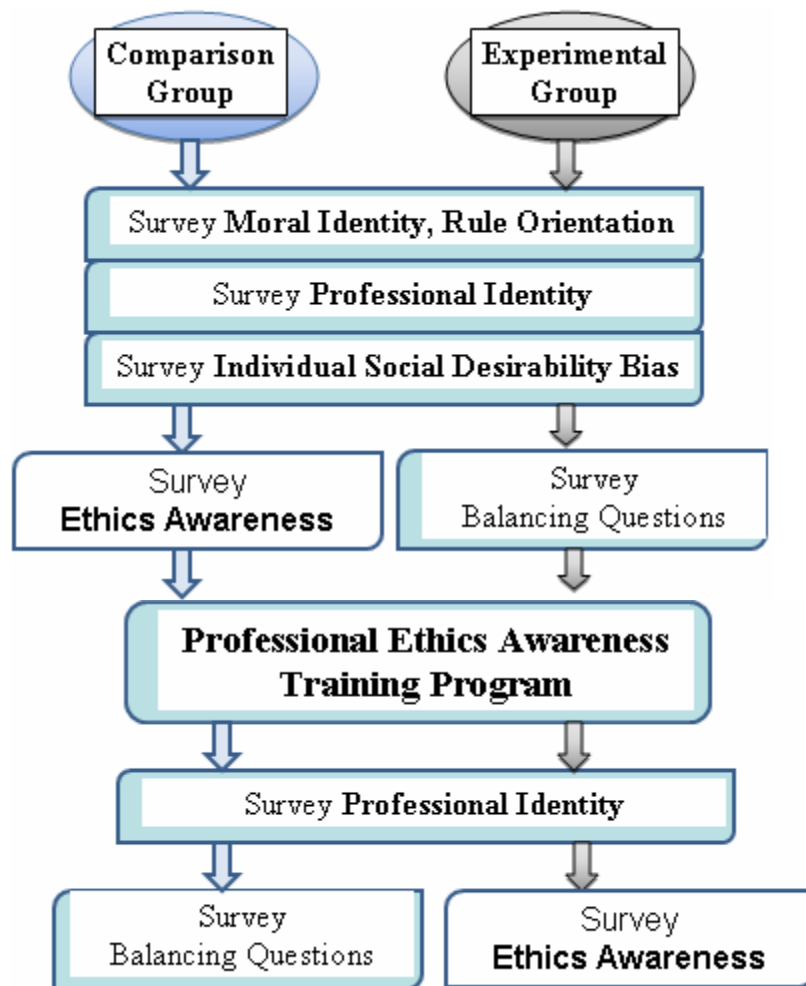 Comparison
Group
Experimental
Group
Survey Moral Identity, Rule Orientation
Survey Professional Identity
Survey Individual Social Desirability Bias
Survey
Ethics Awareness
Survey
Balancing Questions
Professional Ethics Awareness
Training Program
Survey Professional Identity
Survey
Balancing Questions
Survey
Ethics Awareness